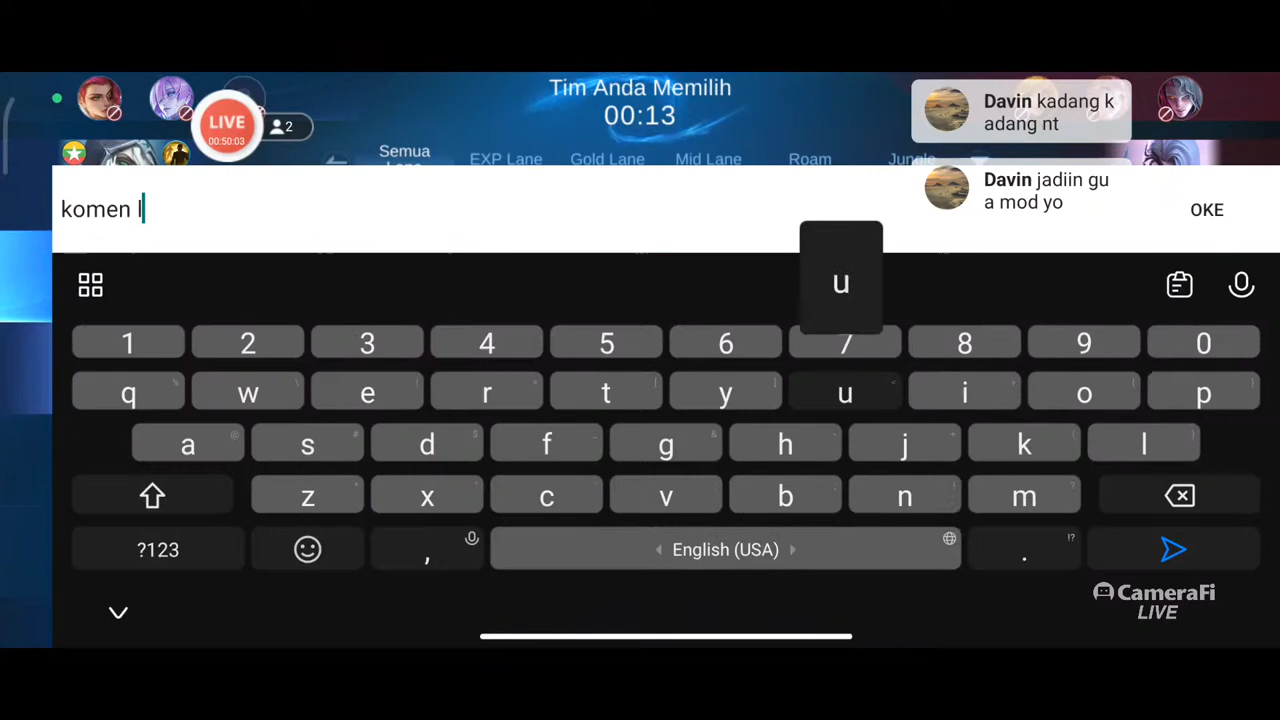 Tim Anda Memilih
00:13
LIVE
00:50:03
2
Semua
EXP Lane
Gold Lane
Mid Lane
Roam
Jungle
Davin kadang k
adang nt
Davin jadiin gu
a mod yo
komen l
OKE
u
1 2 3 4 5 6 7 8 9 0
q w e r t y u i o p
a s d f g h j k l
z x c v b n m
?123 , English (USA) . !?
CameraFi
LIVE